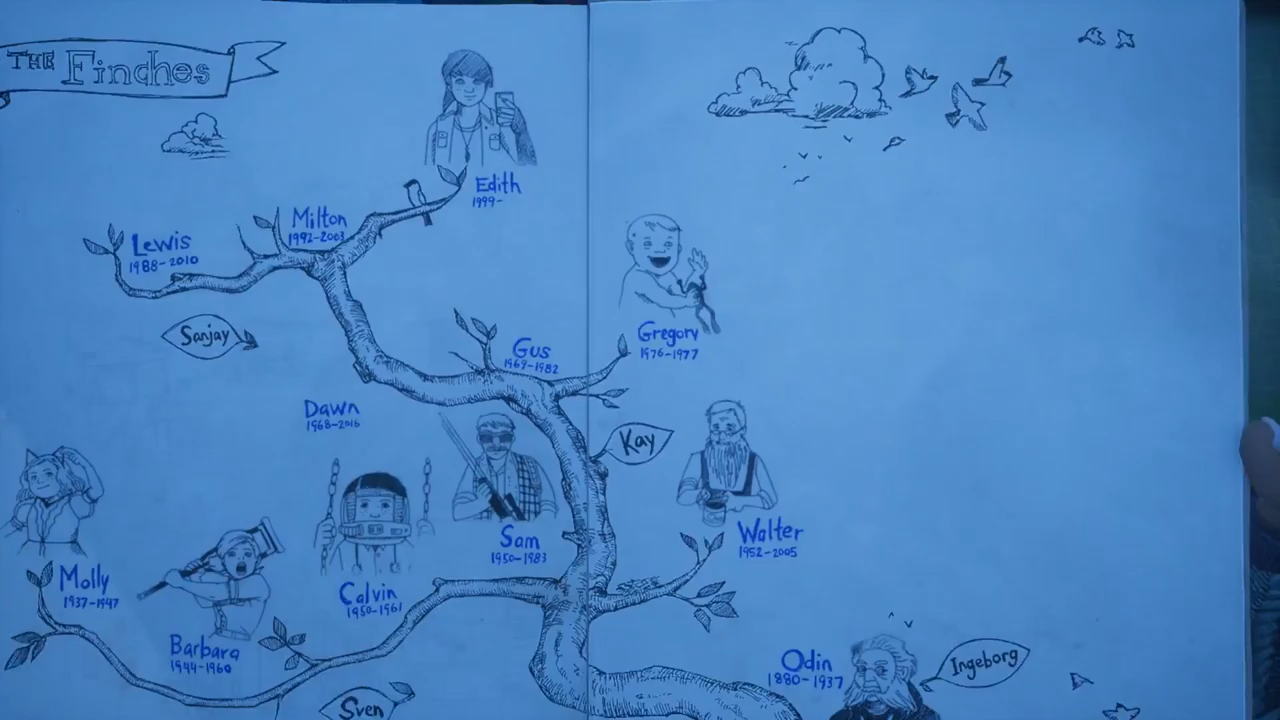 THE Finches
Edith
1999-
Milton
1992-2003
Lewis
1988-2010
Sanjay
Gregory
1976-1977
Gus
1969-1982
Dawn
1968-2016
Kay
Sam
1950-1983
Walter
1952-2005
Calvin
1950-1961
Molly
1937-1947
Barbara
1944-1960
Odin
1880-1937
Ingeborg
Sven